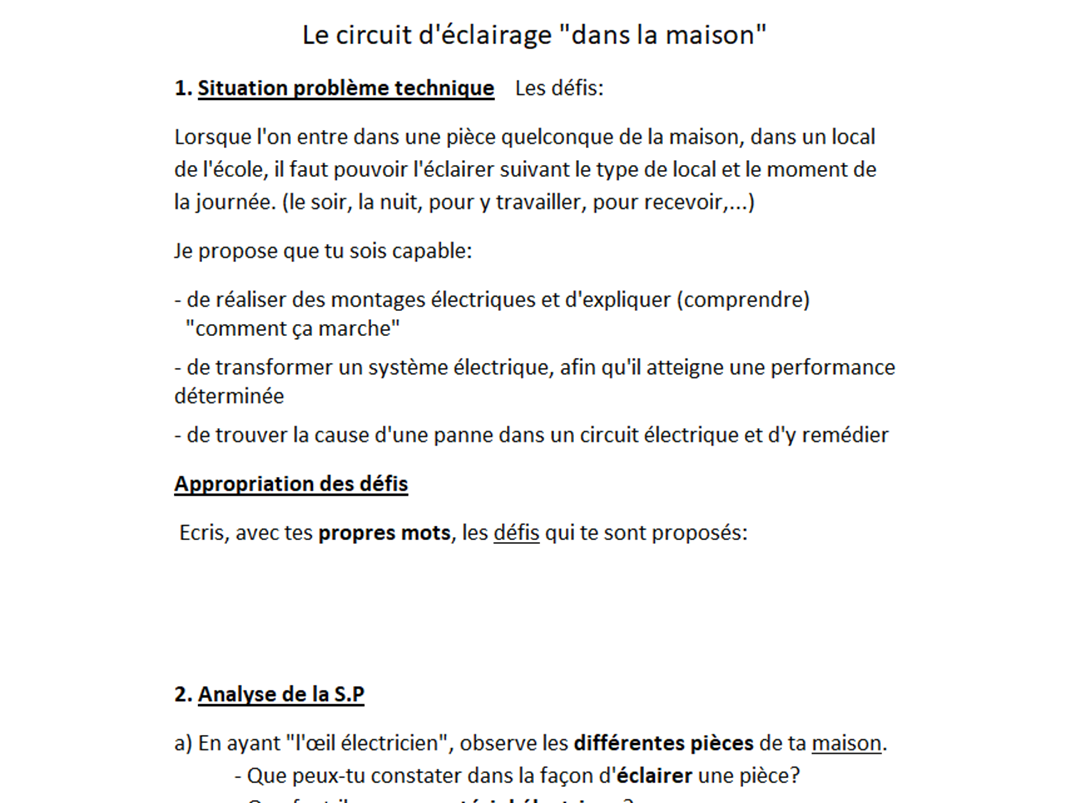 Le circuit d'éclairage "dans la maison"
1. Situation problème technique Les défis:
Lorsque l'on entre dans une pièce quelconque de la maison, dans un local
de l'école, il faut pouvoir l'éclairer suivant le type de local et le moment de
la journée. (le soir, la nuit, pour y travailler, pour recevoir,...)
Je propose que tu sois capable:
- de réaliser des montages électriques et d'expliquer (comprendre)
"comment ça marche"
- de transformer un système électrique, afin qu'il atteigne une performance
déterminée
- de trouver la cause d'une panne dans un circuit électrique et d'y remédier
Appropriation des défis
Ecris, avec tes propres mots, les défis qui te sont proposés:
2. Analyse de la S.P
a) En ayant "l'œil électricien", observe les différentes pièces de ta maison.
- Que peux-tu constater dans la façon d'éclairer une pièce?